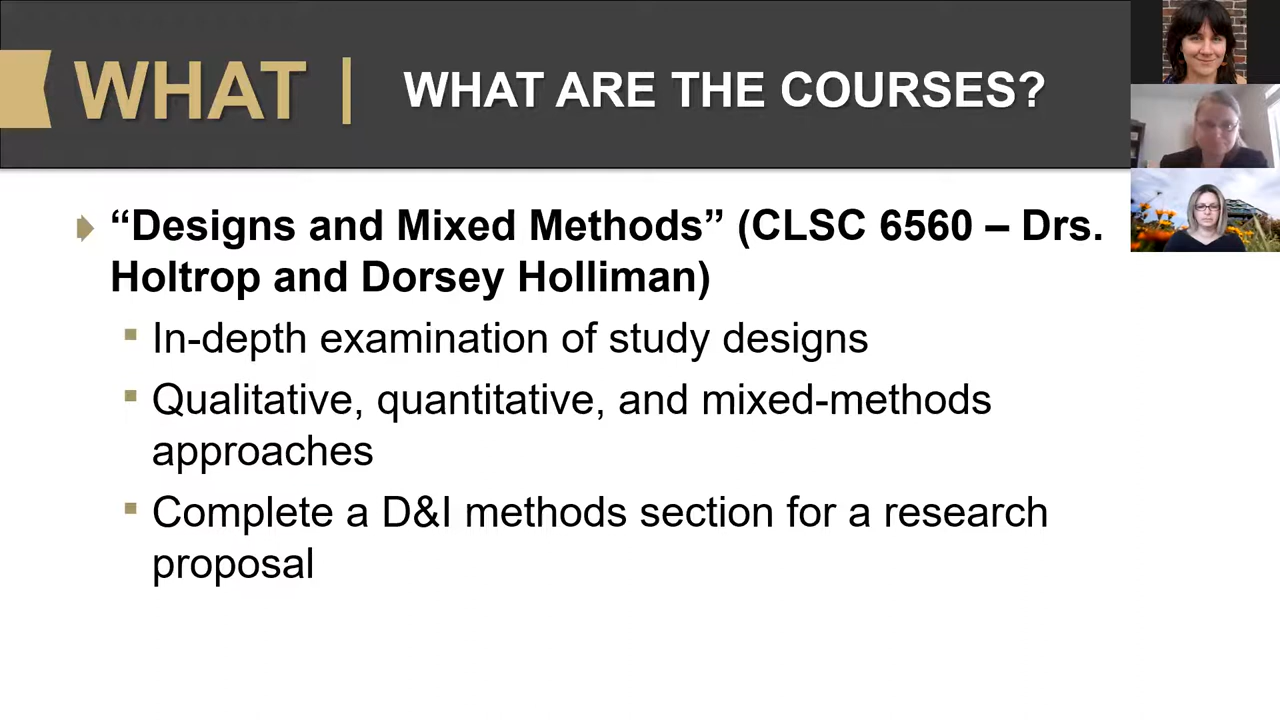 WHAT | WHAT ARE THE COURSES?
“Designs and Mixed Methods” (CLSC 6560 – Drs.
Holtrop and Dorsey Holliman)
In-depth examination of study designs
Qualitative, quantitative, and mixed-methods
approaches
Complete a D&I methods section for a research
proposal